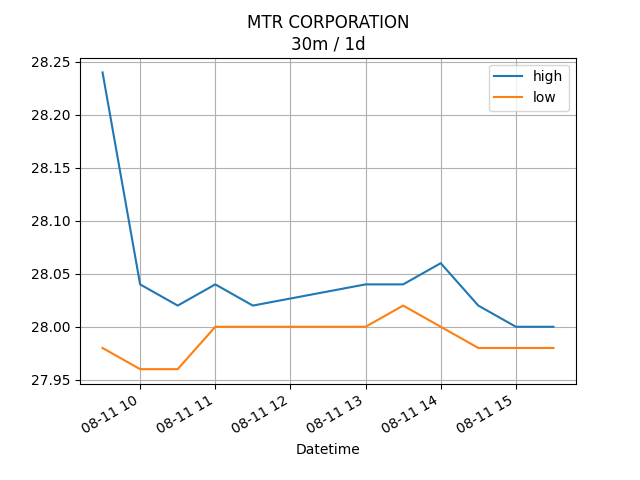 MTR CORPORATION
30m / 1d
high
low
28.25
28.20
28.15
28.10
28.05
28.00
27.95
08-11 10
08-11 11
08-11 12
08-11 13
08-11 14
08-11 15
Datetime